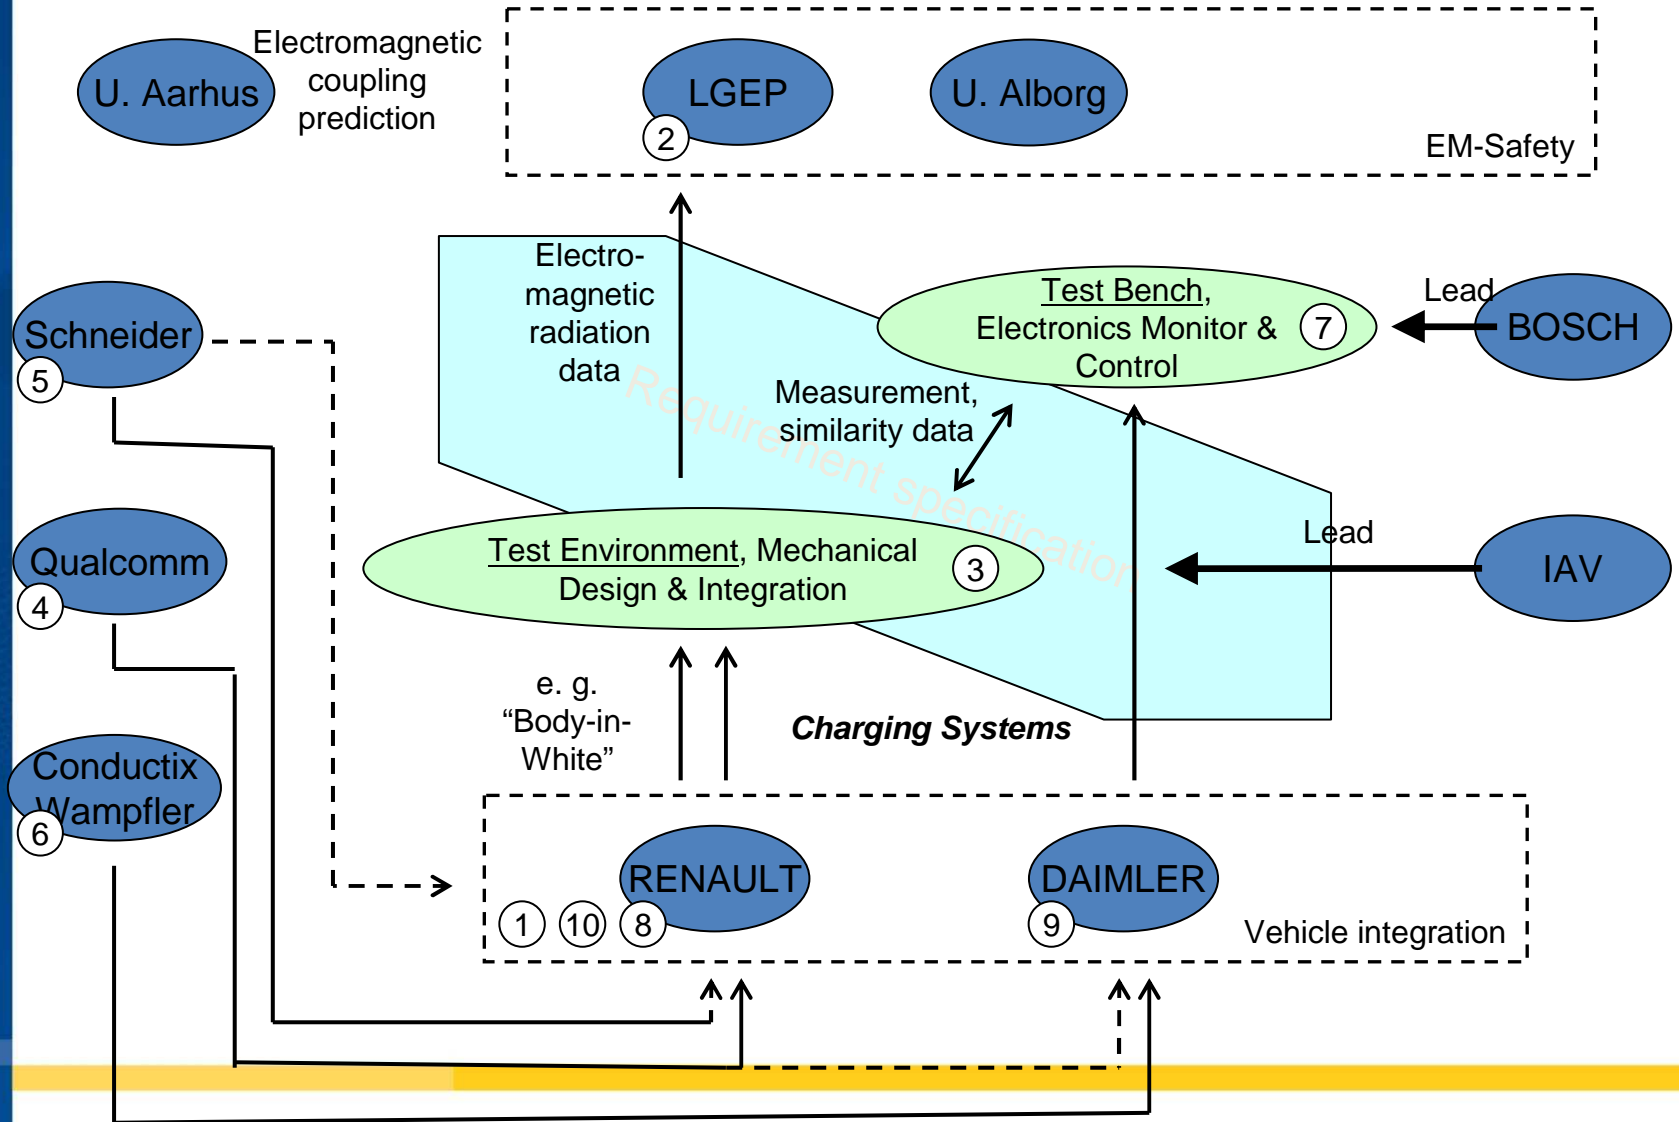 U. Aarhus
Electromagnetic
coupling
prediction
LGEP
2
U. Alborg
EM-Safety
Electro-
magnetic
radiation
data
Test Bench,
Electronics Monitor &
Control
7
Lead
BOSCH
Schneider
5
Measurement,
similarity data
Requirement specification
Qualcomm
4
Test Environment, Mechanical
Design & Integration
3
Lead
IAV
e. g.
“Body-in-
White”
Charging Systems
Conductix
Wampfler
6
RENAULT
1
10
8
DAIMLER
9
Vehicle integration